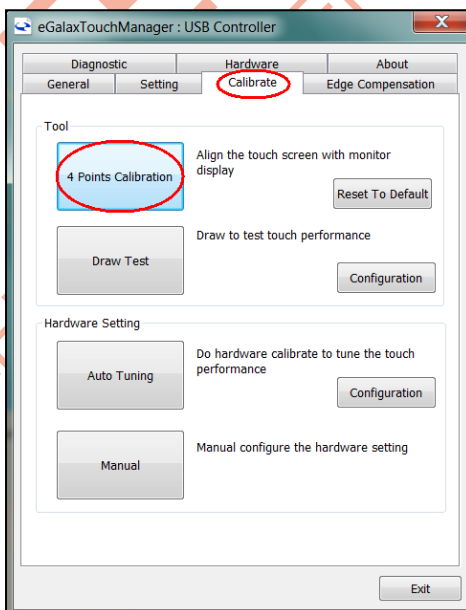 eGalaxTouchManager : USB Controller
X
Diagnostic Hardware About
General Setting Calibrate Edge Compensation
Tool
4 Points Calibration
Align the touch screen with monitor
display
Reset To Default
Draw Test
Draw to test touch performance
Configuration
Hardware Setting
Auto Tuning
Do hardware calibrate to tune the touch
performance
Configuration
Manual
Manual configure the hardware setting
Exit